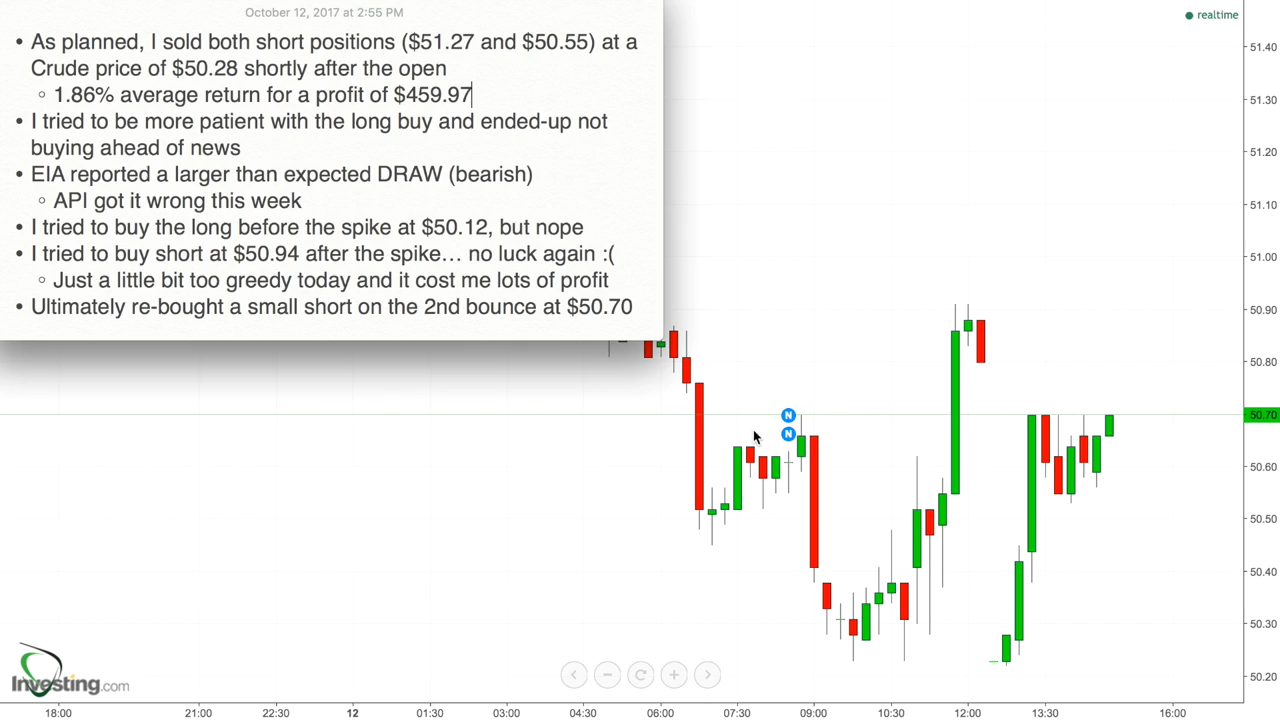 October 12, 2017 at 2:55 PM
• As planned, I sold both short positions ($51.27 and $50.55) at a
Crude price of $50.28 shortly after the open
◦ 1.86% average return for a profit of $459.97
• I tried to be more patient with the long buy and ended-up not
buying ahead of news
• EIA reported a larger than expected DRAW (bearish)
◦ API got it wrong this week
• I tried to buy the long before the spike at $50.12, but nope
• I tried to buy short at $50.94 after the spike... no luck again :(
◦ Just a little bit too greedy today and it cost me lots of profit
• Ultimately re-bought a small short on the 2nd bounce at $50.70
realtime
51.40
51.30
51.20
51.10
51.00
50.90
50.80
50.70
50.60
50.50
50.40
50.30
50.20
N
N
Investing.com
18:00 21:00 22:30 12 01:30 03:00 04:30 06:00 07:30 09:00 10:30 12:00 13:30 16:00